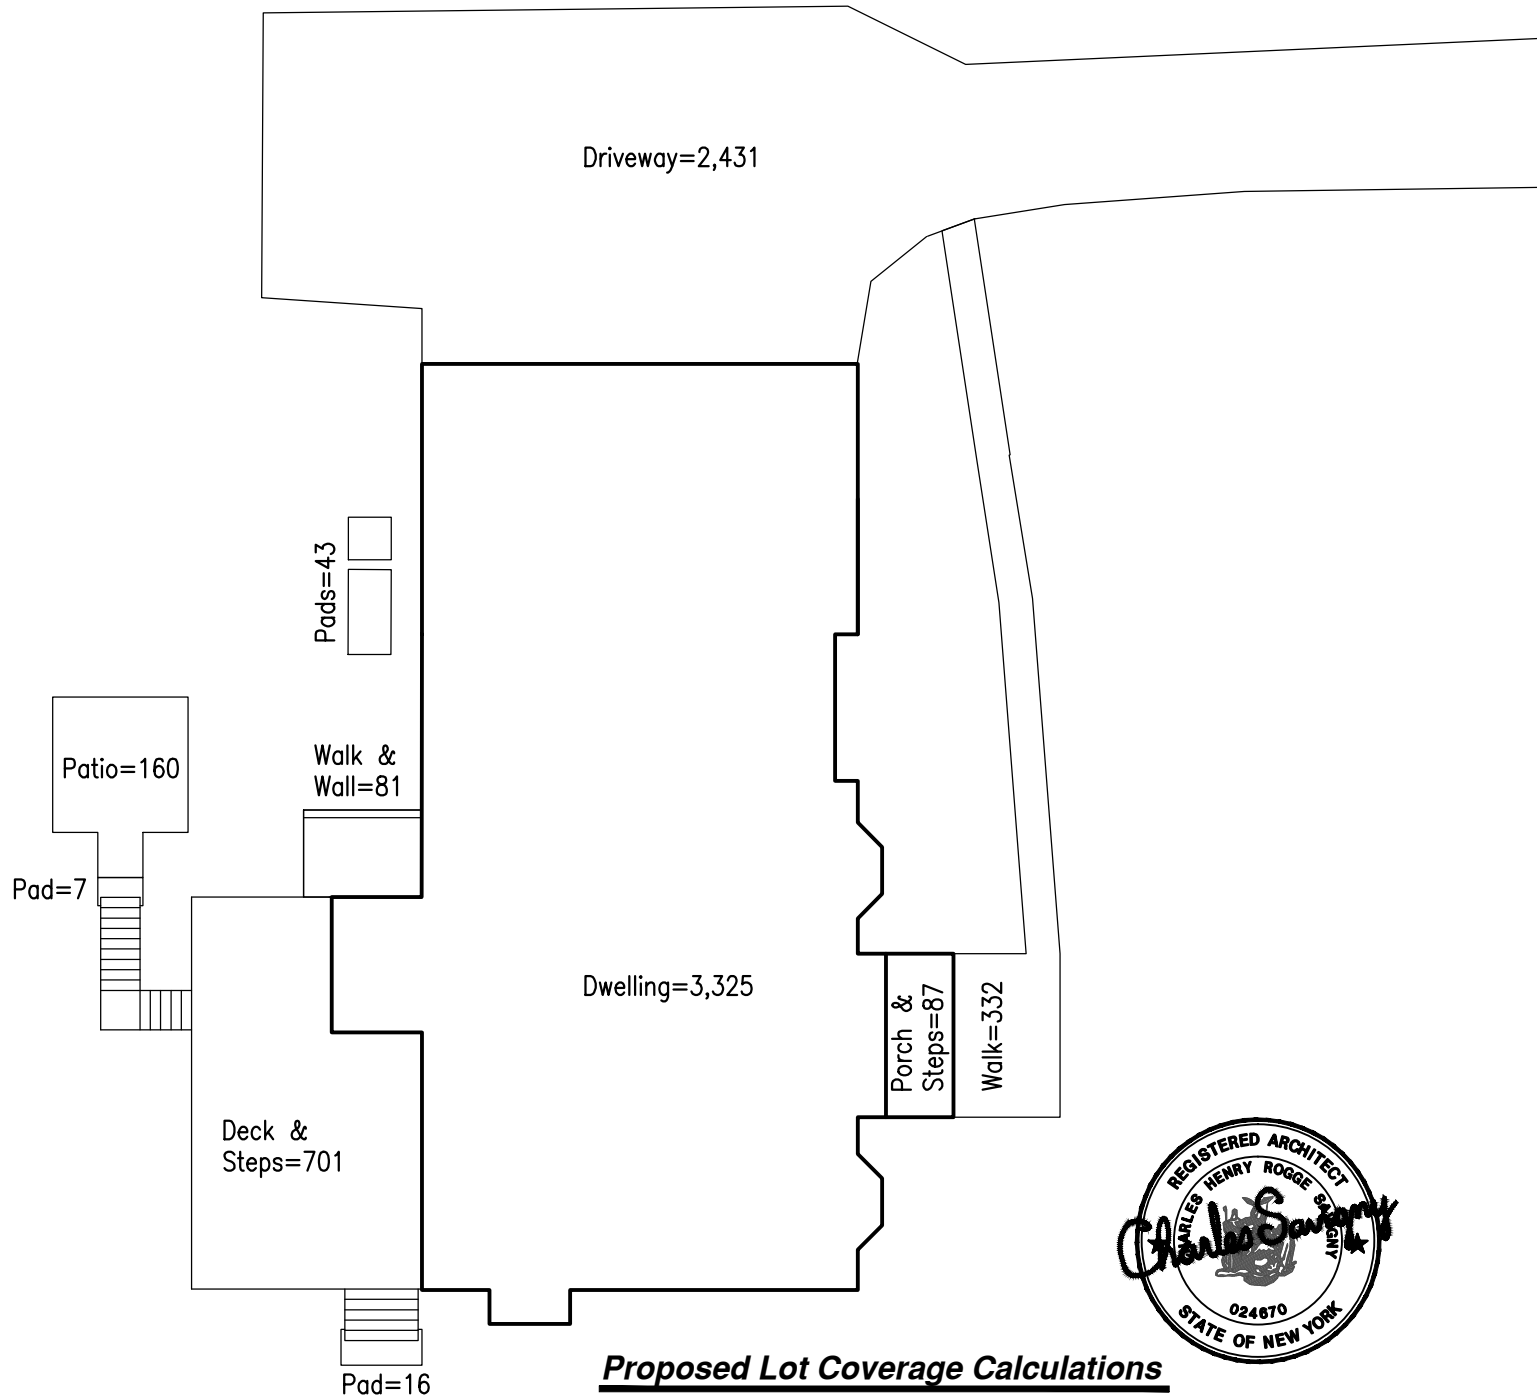 Driveway=2,431
Pads=43
Walk &
Wall=81
Patio=160
Pad=7
Dwelling=3,325
Porch &
Steps=87
Walk=332
Deck &
Steps=701
Pad=16
REGISTERED ARCHITECT
HENRY ROGGE
Charles Savigny
024670
STATE OF NEW YORK
Proposed Lot Coverage Calculations